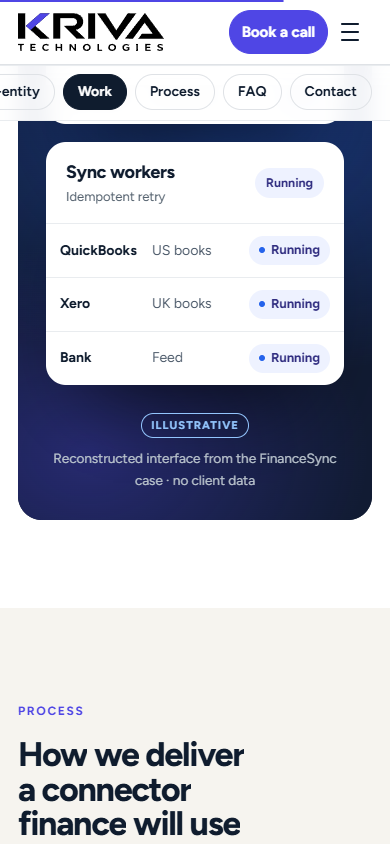 KRIVA
TECHNOLOGIES
Book a call
-entity
Work
Process
FAQ
Contact
Sync workers
Idempotent retry
Running
QuickBooks US books Running
Xero UK books Running
Bank Feed Running
ILLUSTRATIVE
Reconstructed interface from the FinanceSync
case · no client data
PROCESS
How we deliver
a connector
finance will use